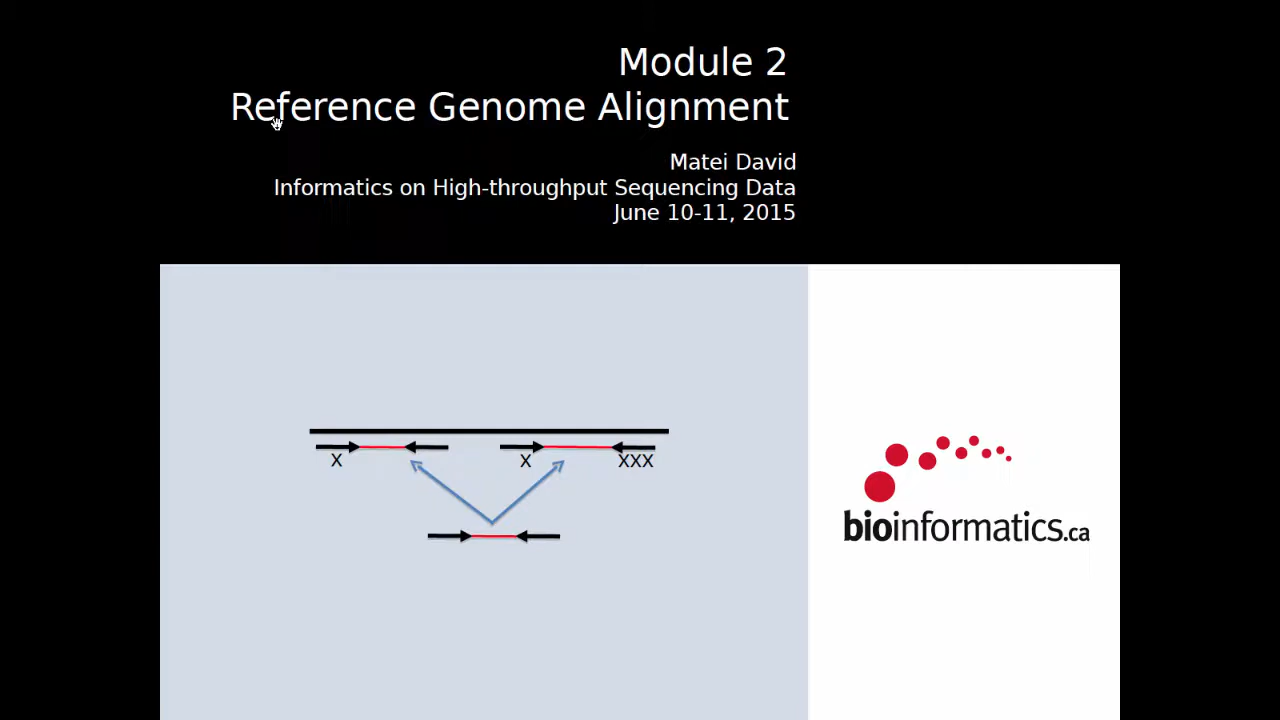 Module 2
Reference Genome Alignment
Matei David
Informatics on High-throughput Sequencing Data
June 10-11, 2015
X X XXX
bioinformatics.ca